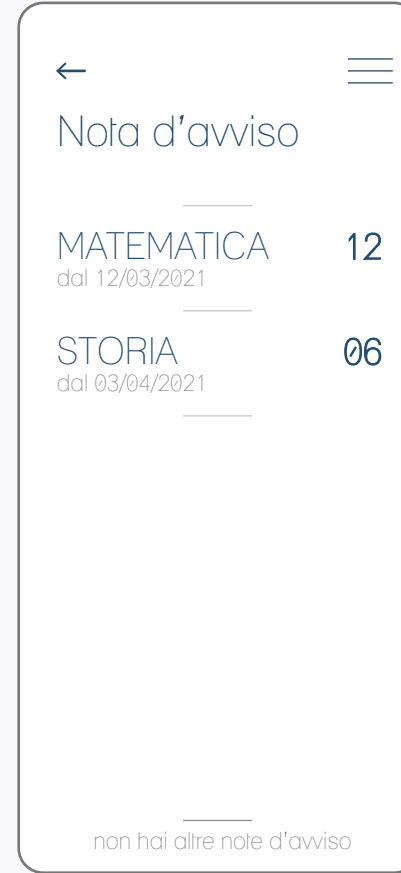 Nota d'avviso
MATEMATICA 12
dal 12/03/2021
STORIA 06
dal 03/04/2021
non hai altre note d'avviso